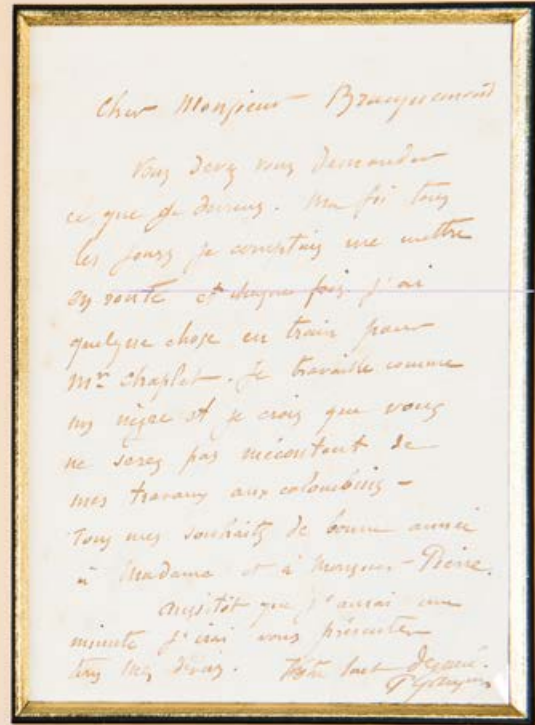 Cher Monsieur Bracquemond
Vous devez vous demander
ce que je deviens. Ma foi tous
les jours je comptais me mettre
en route et chaque fois j'ai
quelque chose en train pour
Mr Chaplet. Je travaille comme
un nègre et je crois que vous
ne serez pas mécontent de
mes travaux aux colombins -
Tous mes souhaits de bonne année
à Madame et à Monsieur - Pierre.
Aussitôt que j'aurai une
minute j'irai vous présenter
tous mes devoirs. Votre tout dévoué.
P Gauguin